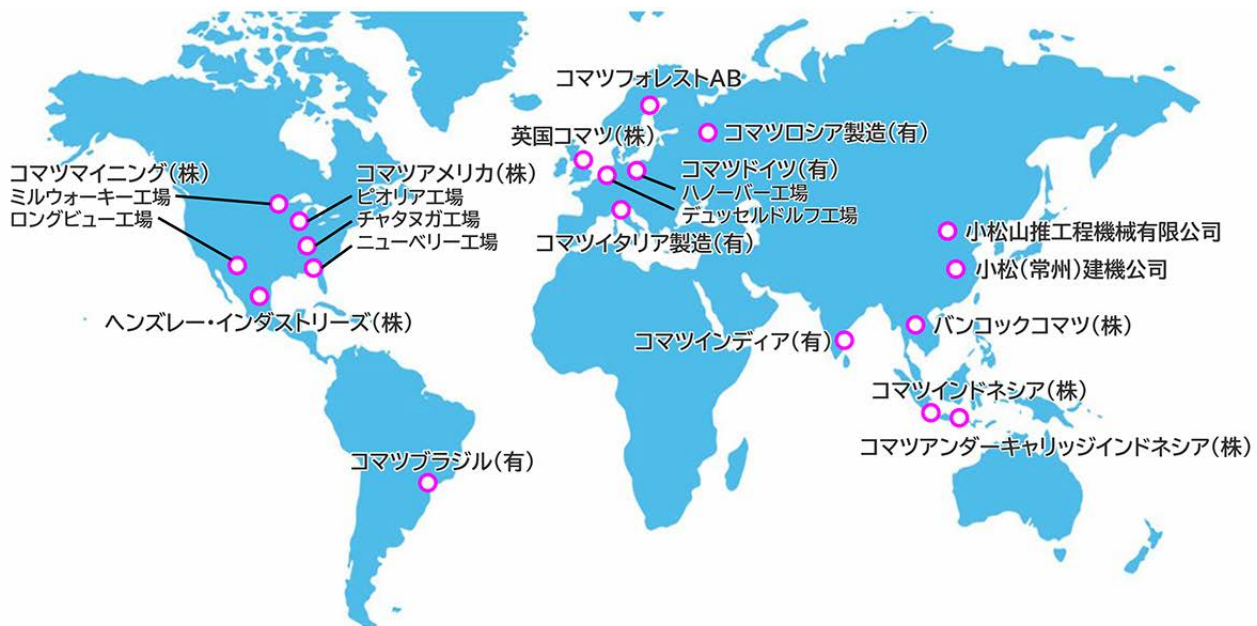 コマツフォレストAB
英国コマツ(株)
コマツロシア製造(有)
コマツマイニング(株)
ミルウォーキー工場
ロングビュー工場
コマツアメリカ(株)
ピオリア工場
チャタヌガ工場
ニューベリー工場
コマツドイツ(有)
ハノーバー工場
デュッセルドルフ工場
コマツイタリア製造(有)
小松山推工程機械有限公司
小松(常州)建機公司
ヘンズレー・インダストリーズ(株)
バンコックコマツ(株)
コマツインディア(有)
コマツインドネシア(株)
コマツアンダーキャリッジインドネシア(株)
コマツブラジル(有)